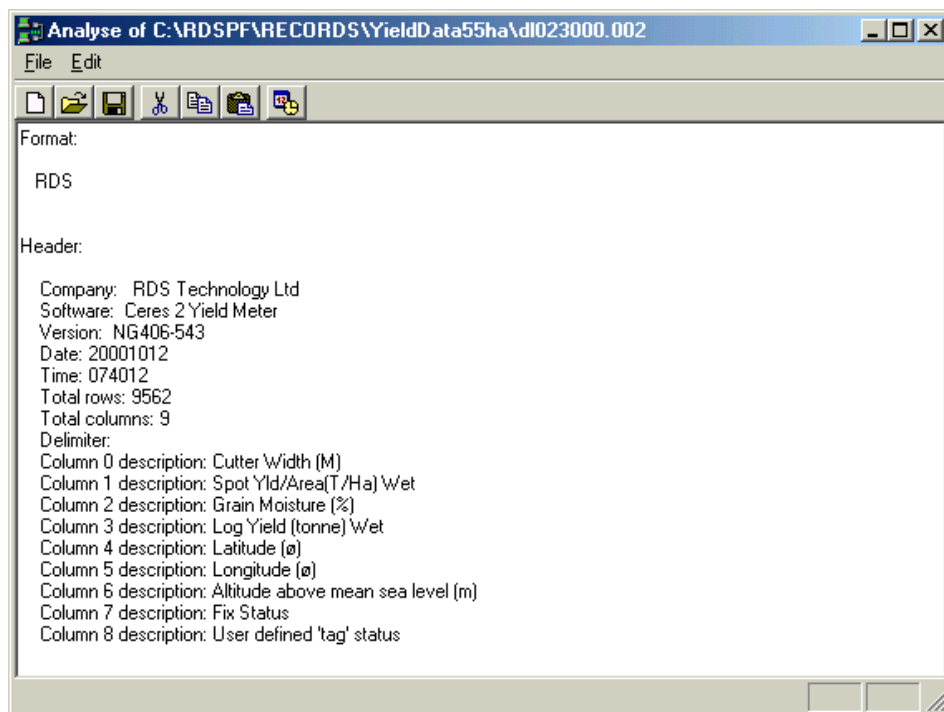 Analyse of C:\RDSPF\RECORDS\YieldData55ha\dl023000.002
File Edit
Format:
RDS
Header:
Company: RDS Technology Ltd
Software: Ceres 2 Yield Meter
Version: NG406-543
Date: 20001012
Time: 074012
Total rows: 9562
Total columns: 9
Delimiter:
Column 0 description: Cutter Width (M)
Column 1 description: Spot Yld/Area(T/Ha) Wet
Column 2 description: Grain Moisture (%)
Column 3 description: Log Yield (tonne) Wet
Column 4 description: Latitude (ø)
Column 5 description: Longitude (ø)
Column 6 description: Altitude above mean sea level (m)
Column 7 description: Fix Status
Column 8 description: User defined 'tag' status